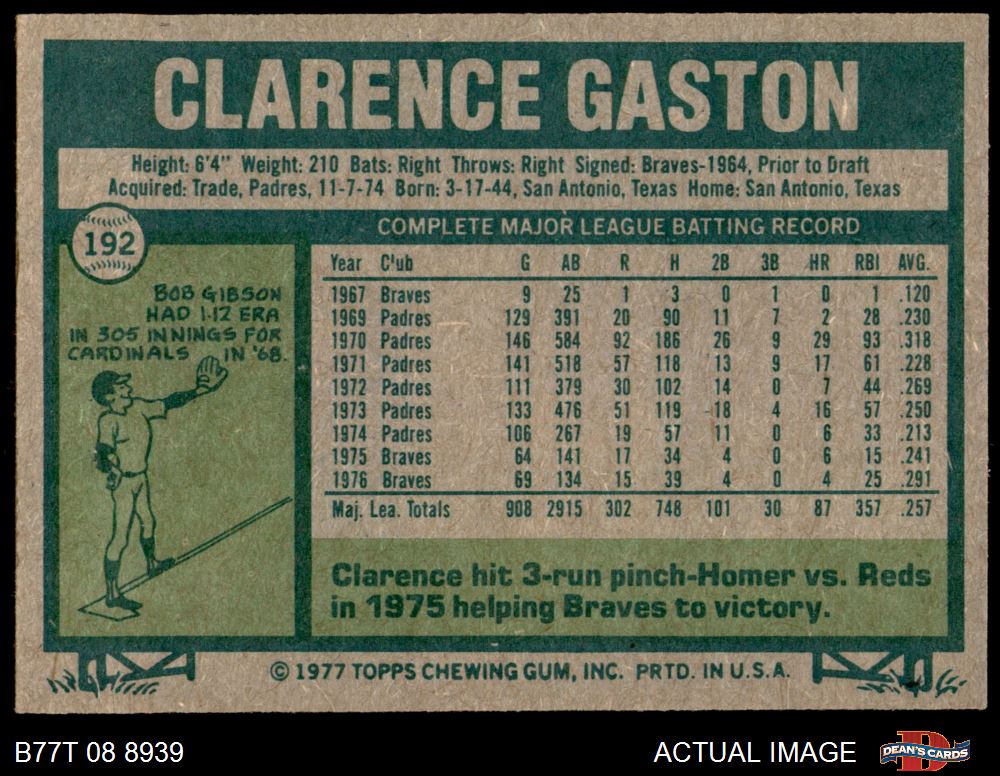 CLARENCE GASTON
Height: 6'4" Weight: 210 Bats: Right Throws: Right Signed: Braves-1964, Prior to Draft
Acquired: Trade, Padres, 11-7-74 Born: 3-17-44, San Antonio, Texas Home: San Antonio, Texas
192
BOB GIBSON
HAD 1.12 ERA
IN 305 INNINGS FOR
CARDINALS IN '68.
COMPLETE MAJOR LEAGUE BATTING RECORD
Year Club G AB R H 2B 3B HR RBI AVG.
1967 Braves 9 25 1 3 0 1 0 1 .120
1969 Padres 129 391 20 90 11 7 2 28 .230
1970 Padres 146 584 92 186 26 9 29 93 .318
1971 Padres 141 518 57 118 13 9 17 61 .228
1972 Padres 111 379 30 102 14 0 7 44 .269
1973 Padres 133 476 51 119 18 4 16 57 .250
1974 Padres 106 267 19 57 11 0 6 33 .213
1975 Braves 64 141 17 34 4 0 6 15 .241
1976 Braves 69 134 15 39 4 0 4 25 .291
Maj. Lea. Totals 908 2915 302 748 101 30 87 357 .257
Clarence hit 3-run pinch-Homer vs. Reds
in 1975 helping Braves to victory.
© 1977 TOPPS CHEWING GUM, INC. PRTD. IN U.S.A.
B77T 08 8939
ACTUAL IMAGE
D
DEAN'S CARDS